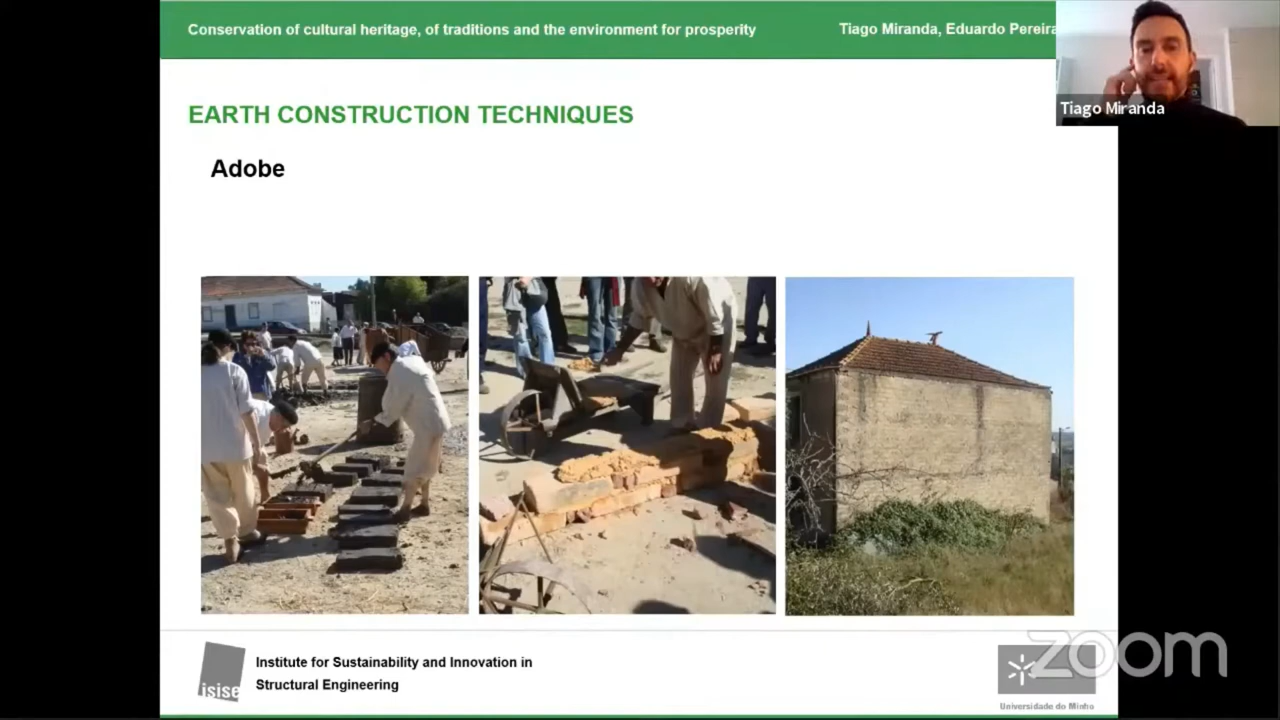 Conservation of cultural heritage, of traditions and the environment for prosperity
Tiago Miranda, Eduardo Pereira
Tiago Miranda
EARTH CONSTRUCTION TECHNIQUES
Adobe
isise
Institute for Sustainability and Innovation in
Structural Engineering
zoom
Universidade do Minho